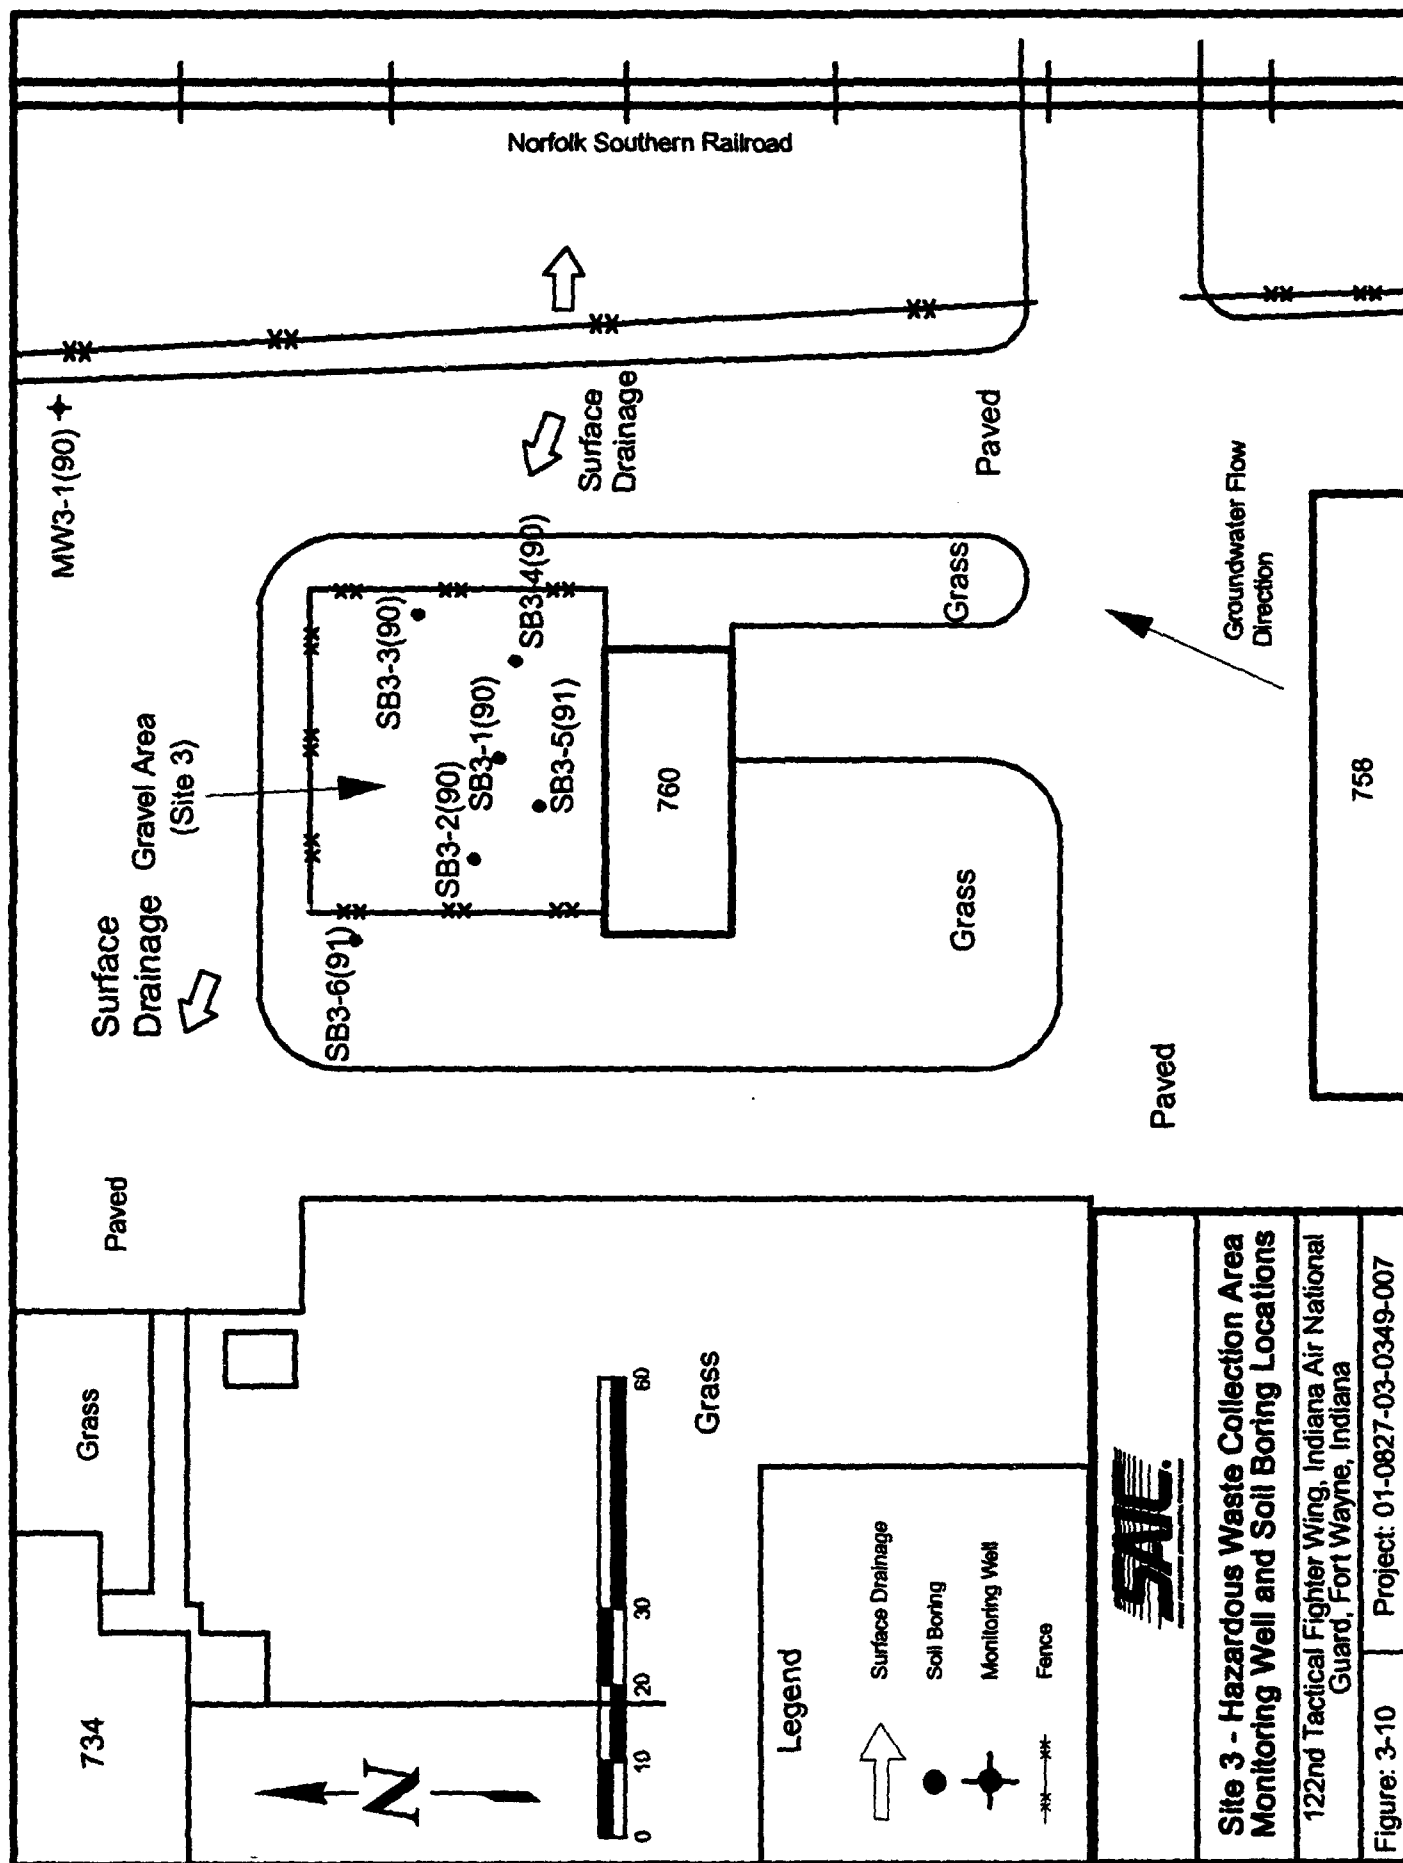 734
Grass
Paved
Surface
Drainage
Gravel Area
(Site 3)
MW3-1(90)
Norfolk Southern Railroad
SB3-6(91)
SB3-2(90)
SB3-1(90)
SB3-3(90)
SB3-4(90)
SB3-5(91)
Surface
Drainage
760
N
0 10 20 30 60
Grass
Grass
Grass
Paved
Paved
Groundwater Flow
Direction
758
Legend
Surface Drainage
Soil Boring
Monitoring Well
xx Fence
SAIC
Site 3 - Hazardous Waste Collection Area
Monitoring Well and Soil Boring Locations
122nd Tactical Fighter Wing, Indiana Air National
Guard, Fort Wayne, Indiana
Figure: 3-10
Project: 01-0827-03-0349-007